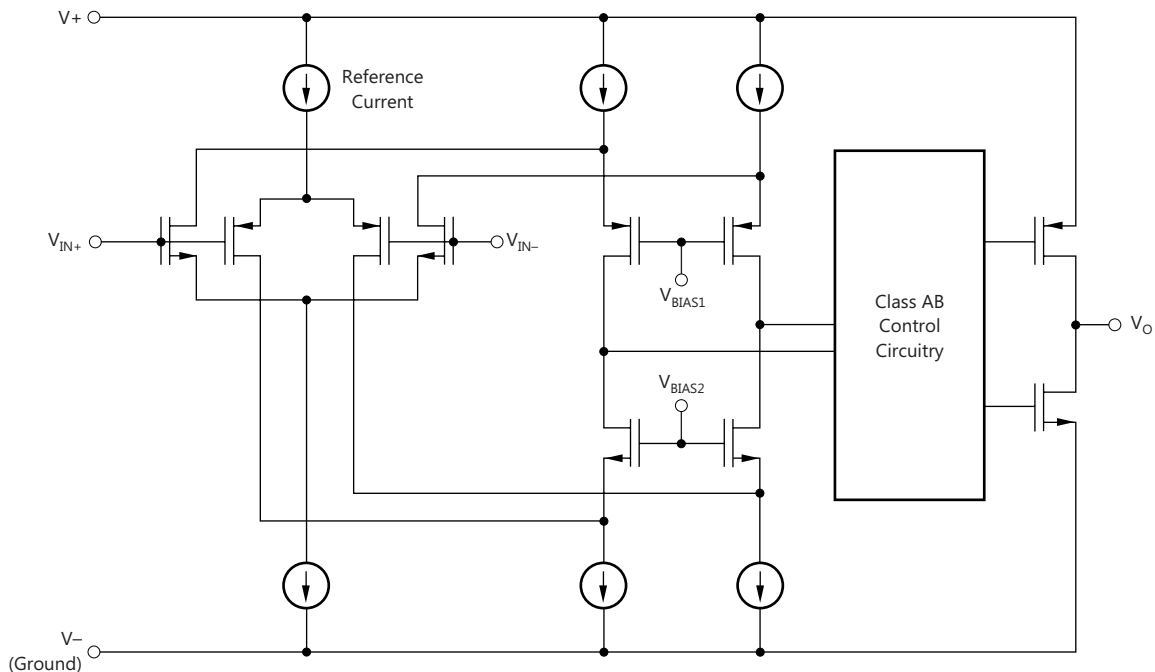 V+
Reference
Current
V_IN+
V_IN–
V_BIAS1
V_BIAS2
Class AB
Control
Circuitry
V_O
V–
(Ground)